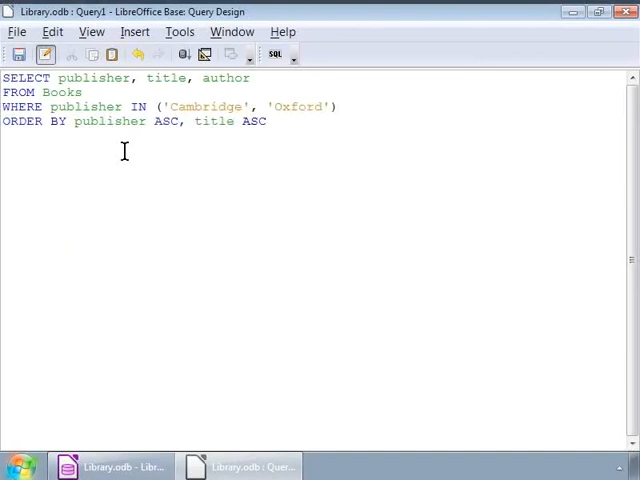 Library.odb : Query1 - LibreOffice Base: Query Design
File Edit View Insert Tools Window Help
SQL
SELECT publisher, title, author
FROM Books
WHERE publisher IN ('Cambridge', 'Oxford')
ORDER BY publisher ASC, title ASC
Library.odb - Libr... Library.odb : Quer...